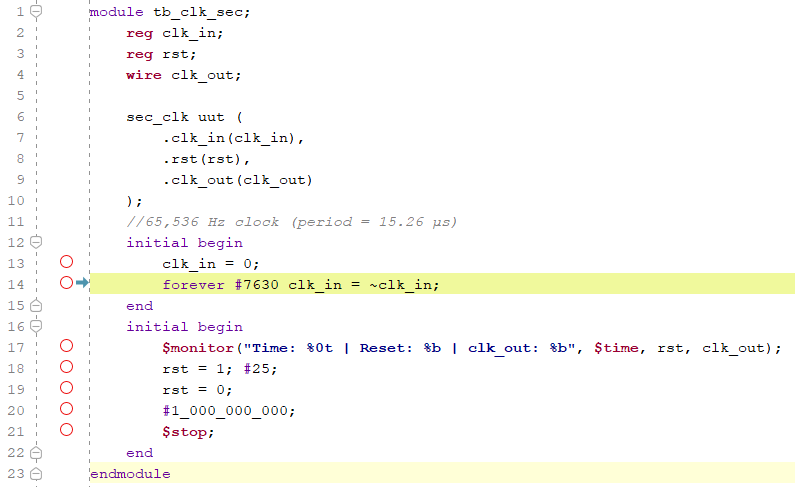 1 module tb_clk_sec;
2 reg clk_in;
3 reg rst;
4 wire clk_out;
5
6 sec_clk uut (
7 .clk_in(clk_in),
8 .rst(rst),
9 .clk_out(clk_out)
10 );
11 //65,536 Hz clock (period = 15.26 µs)
12 initial begin
13 clk_in = 0;
14 forever #7630 clk_in = ~clk_in;
15 end
16 initial begin
17 $monitor("Time: %0t | Reset: %b | clk_out: %b", $time, rst, clk_out);
18 rst = 1; #25;
19 rst = 0;
20 #1_000_000_000;
21 $stop;
22 end
23 endmodule